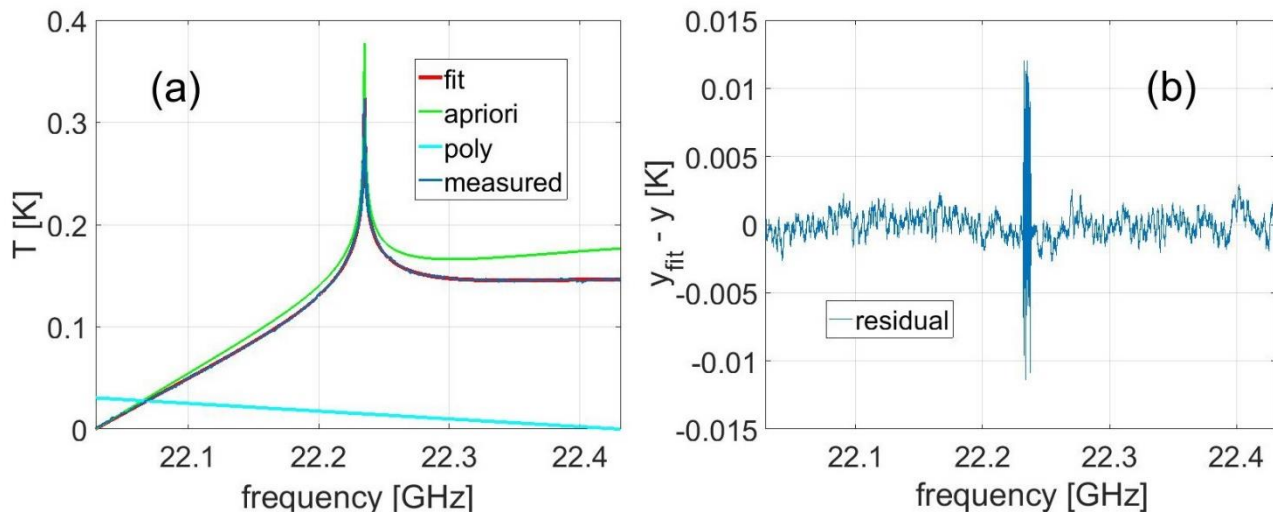 (a)
T [K]
0.4
0.3
0.2
0.1
0
fit
apriori
poly
measured
22.1 22.2 22.3 22.4
frequency [GHz]
(b)
y_fit - y [K]
0.015
0.01
0.005
0
-0.005
-0.01
-0.015
residual
22.1 22.2 22.3 22.4
frequency [GHz]